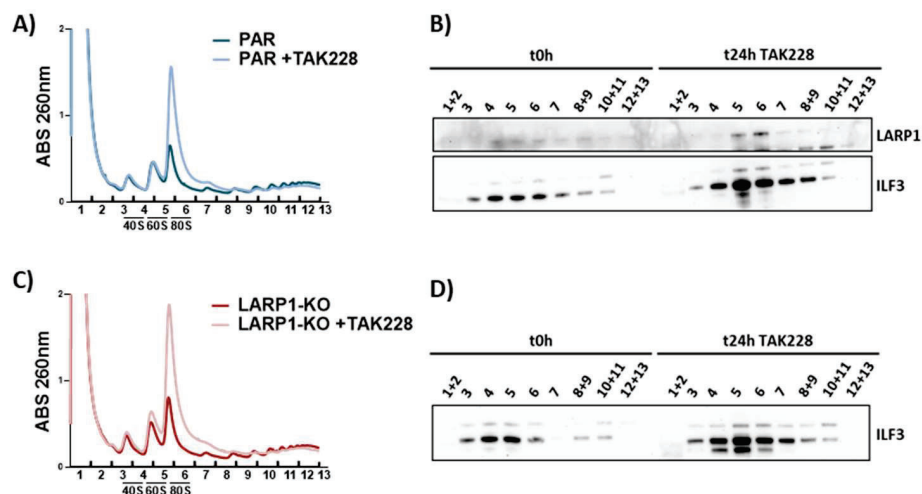 A)
PAR
PAR +TAK228
ABS 260nm
2
1
0
1 2 3 4 5 6 7 8 9 10 11 12 13
40S 60S 80S
B)
t0h t24h TAK228
1+2 3 4 5 6 7 8+9 10+11 12+13 1+2 3 4 5 6 7 8+9 10+11 12+13
LARP1
ILF3
C)
LARP1-KO
LARP1-KO +TAK228
ABS 260nm
2
1
0
1 2 3 4 5 6 7 8 9 10 11 12 13
40S 60S 80S
D)
t0h t24h TAK228
1+2 3 4 5 6 7 8+9 10+11 12+13 1+2 3 4 5 6 7 8+9 10+11 12+13
ILF3